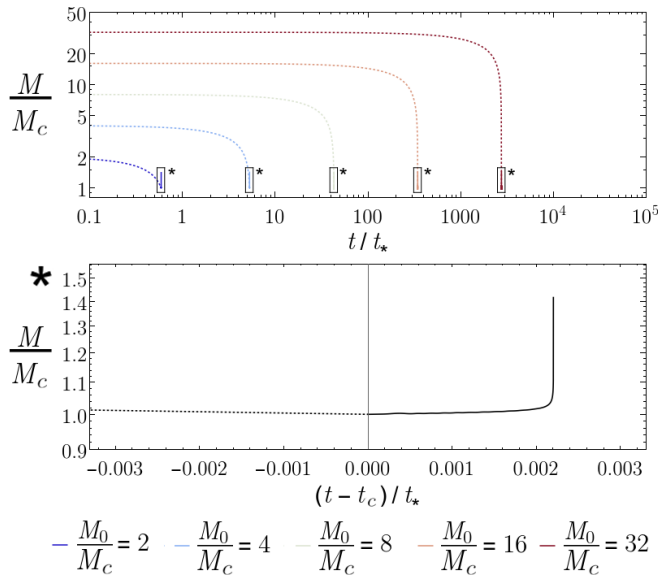 50
20
10
5
2
1
M/M_c
* * * * *
0.1 1 10 100 1000 10^4 10^5
t/t_⋆
*
1.5
1.4
1.3
1.2
1.1
1.0
0.9
M/M_c
-0.003 -0.002 -0.001 0.000 0.001 0.002 0.003
(t - t_c)/t_⋆
M_0/M_c = 2 M_0/M_c = 4 M_0/M_c = 8 M_0/M_c = 16 M_0/M_c = 32